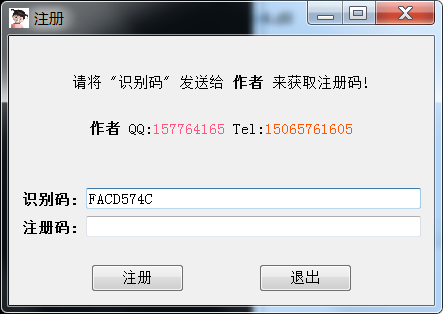 注册
请将 "识别码" 发送给 作者 来获取注册码!
作者 QQ:157764165 Tel:15065761605
识别码: FACD574C
注册码:
注册 退出